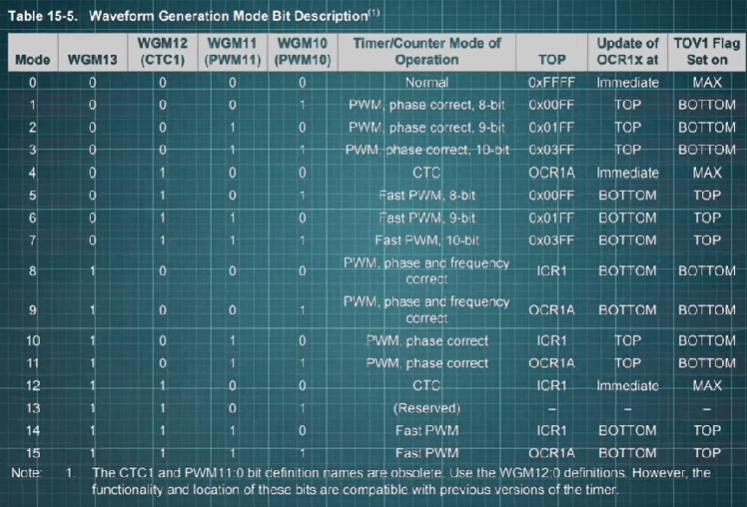 Table 15-5. Waveform Generation Mode Bit Description(1)
Mode WGM13 WGM12 (CTC1) WGM11 (PWM11) WGM10 (PWM10) Timer/Counter Mode of Operation TOP Update of OCR1x at TOV1 Flag Set on
0 0 0 0 0 Normal 0xFFFF Immediate MAX
1 0 0 0 1 PWM, phase correct, 8-bit 0x00FF TOP BOTTOM
2 0 0 1 0 PWM, phase correct, 9-bit 0x01FF TOP BOTTOM
3 0 0 1 1 PWM, phase correct, 10-bit 0x03FF TOP BOTTOM
4 0 1 0 0 CTC OCR1A Immediate MAX
5 0 1 0 1 Fast PWM, 8-bit 0x00FF BOTTOM TOP
6 0 1 1 0 Fast PWM, 9-bit 0x01FF BOTTOM TOP
7 0 1 1 1 Fast PWM, 10-bit 0x03FF BOTTOM TOP
8 1 0 0 0 PWM, phase and frequency correct ICR1 BOTTOM BOTTOM
9 1 0 0 1 PWM, phase and frequency correct OCR1A BOTTOM BOTTOM
10 1 0 1 0 PWM, phase correct ICR1 TOP BOTTOM
11 1 0 1 1 PWM, phase correct OCR1A TOP BOTTOM
12 1 1 0 0 CTC ICR1 Immediate MAX
13 1 1 0 1 (Reserved) – – –
14 1 1 1 0 Fast PWM ICR1 BOTTOM TOP
15 1 1 1 1 Fast PWM OCR1A BOTTOM TOP
Note: 1. The CTC1 and PWM11:0 bit definition names are obsolete. Use the WGM12:0 definitions. However, the
functionality and location of these bits are compatible with previous versions of the timer.